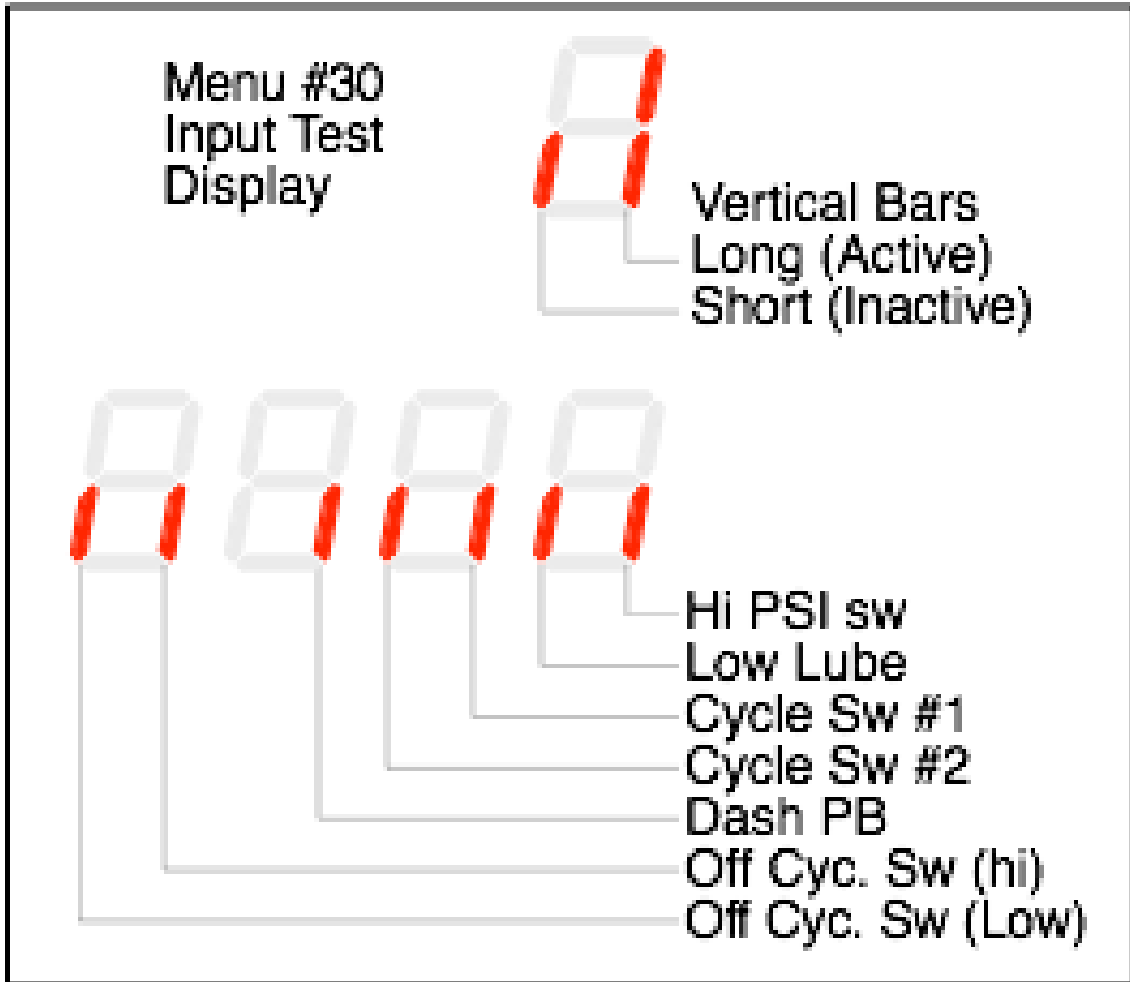 Menu #30
Input Test
Display
Vertical Bars
Long (Active)
Short (Inactive)
Hi PSI sw
Low Lube
Cycle Sw #1
Cycle Sw #2
Dash PB
Off Cyc. Sw (hi)
Off Cyc. Sw (Low)